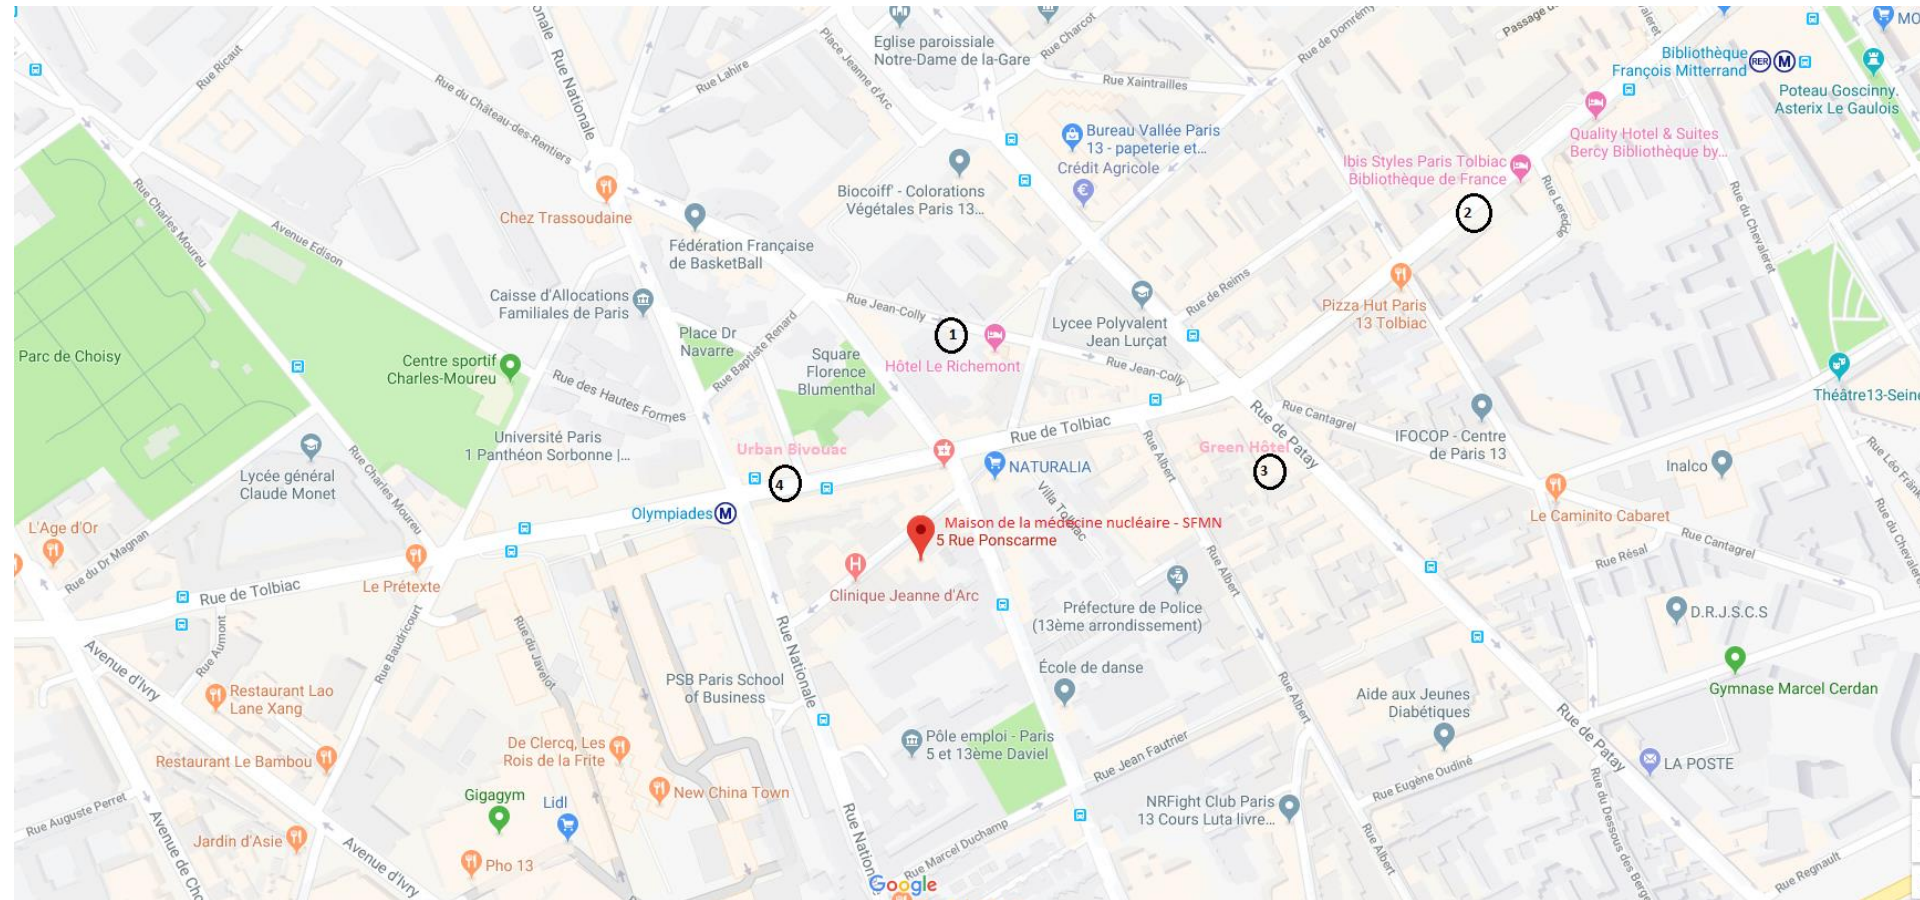 Rue Ricaut
Rue Nationale
Rue du Château-des-Rentiers
Rue Lahire
Place Jeanne d'Arc
Eglise paroissiale
Notre-Dame de la-Gare
Rue Charcot
Rue Xaintrailles
Rue de Domrémy
Bibliothèque
François Mitterrand
RER M
MO
Poteau Goscinny.
Asterix Le Gaulois
Bureau Vallée Paris
13 - papeterie et...
Crédit Agricole
Quality Hotel & Suites
Bercy Bibliothèque by...
Ibis Styles Paris Tolbiac
Bibliothèque de France
2
Rue du Chevaleret
Biocoiff' - Colorations
Végétales Paris 13...
Chez Trassoudaine
Rue Charles Moureu
Avenue Edison
Fédération Française
de BasketBall
Caisse d'Allocations
Familiales de Paris
Place Dr
Navarre
Rue Baptiste Renard
Rue Jean-Colly
1
Hôtel Le Richemont
Lycee Polyvalent
Jean Lurçat
Rue de Reims
Pizza Hut Paris
13 Tolbiac
Parc de Choisy
Centre sportif
Charles-Moureu
Rue des Hautes Formes
Square
Florence
Blumenthal
Rue Jean-Colly
Théâtre13-Seine
Université Paris
1 Panthéon Sorbonne |...
Urban Bivouac
4
Rue de Tolbiac
NATURALIA
Rue Albert
Green Hôtel
3
Rue de Patay
Rue Cantagrel
IFOCOP - Centre
de Paris 13
Inalco
Lycée général
Claude Monet
Rue Charles Moureu
Olympiades M
Villa Tolbiac
Maison de la médecine nucléaire - SFMN
5 Rue Ponscarme
Le Caminito Cabaret
L'Age d'Or
Rue du Dr Magnan
Le Prétexte
Rue de Tolbiac
H
Clinique Jeanne d'Arc
Rue Albert
Préfecture de Police
(13ème arrondissement)
Rue Résal
Rue Cantagrel
D.R.J.S.C.S
Avenue d'Ivry
Rue Aumont
Rue Baudricourt
Rue du Javelot
Rue Nationale
PSB Paris School
of Business
École de danse
Rue Albert
Aide aux Jeunes
Diabétiques
Gymnase Marcel Cerdan
Restaurant Lao
Lane Xang
Restaurant Le Bambou
De Clercq, Les
Rois de la Frite
Pôle emploi - Paris
5 et 13ème Daviel
Rue Jean Fautrier
Rue Eugène Oudiné
Rue de Patay
LA POSTE
New China Town
Gigagym
Lidl
NRFight Club Paris
13 Cours Luta livre...
Rue Auguste Perret
Jardin d'Asie
Avenue d'Ivry
Pho 13
Rue Marcel Duchamp
Rue Albert
Rue Regnault
Google